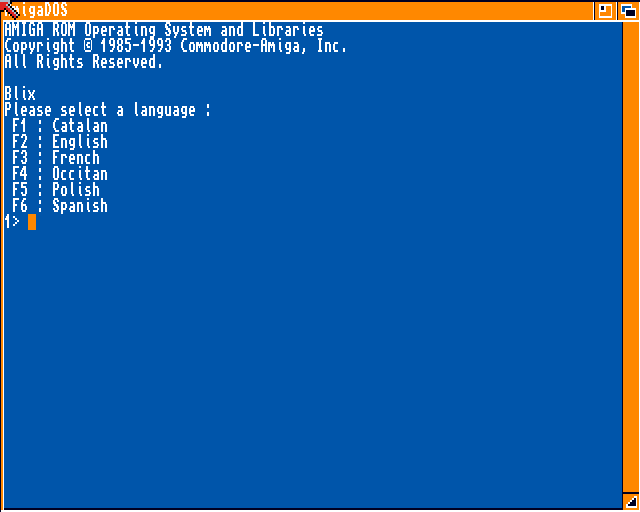 AmigaDOS
AMIGA ROM Operating System and Libraries
Copyright © 1985-1993 Commodore-Amiga, Inc.
All Rights Reserved.
Blix
Please select a language :
F1 : Catalan
F2 : English
F3 : French
F4 : Occitan
F5 : Polish
F6 : Spanish
1>